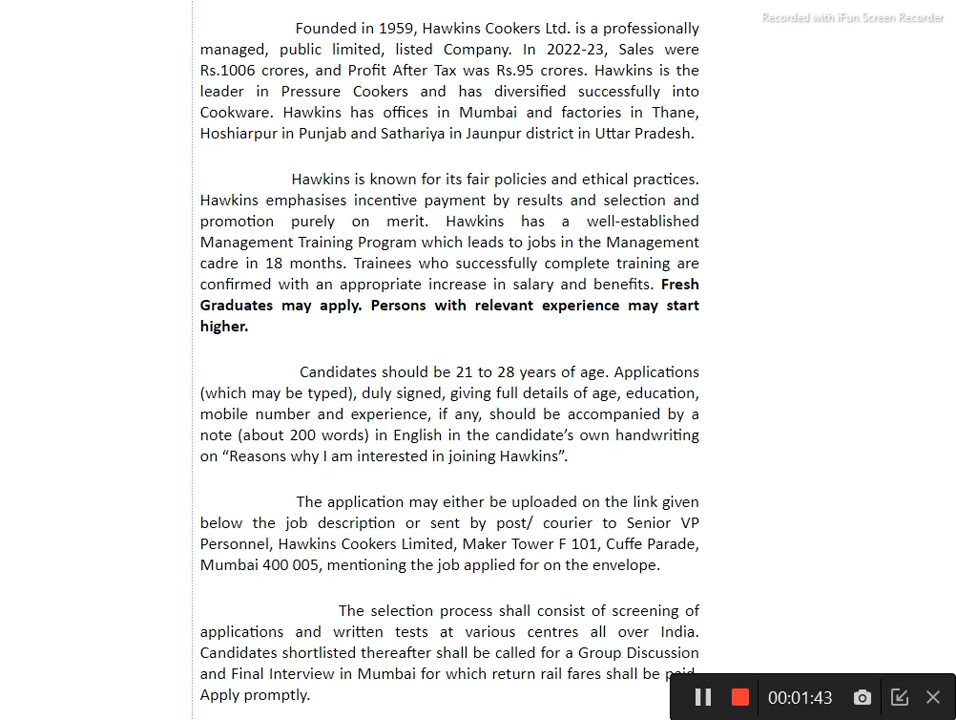 Recorded with iFun Screen Recorder
Founded in 1959, Hawkins Cookers Ltd. is a professionally
managed, public limited, listed Company. In 2022-23, Sales were
Rs.1006 crores, and Profit After Tax was Rs.95 crores. Hawkins is the
leader in Pressure Cookers and has diversified successfully into
Cookware. Hawkins has offices in Mumbai and factories in Thane,
Hoshiarpur in Punjab and Sathariya in Jaunpur district in Uttar Pradesh.
Hawkins is known for its fair policies and ethical practices.
Hawkins emphasises incentive payment by results and selection and
promotion purely on merit. Hawkins has a well-established
Management Training Program which leads to jobs in the Management
cadre in 18 months. Trainees who successfully complete training are
confirmed with an appropriate increase in salary and benefits. Fresh
Graduates may apply. Persons with relevant experience may start
higher.
Candidates should be 21 to 28 years of age. Applications
(which may be typed), duly signed, giving full details of age, education,
mobile number and experience, if any, should be accompanied by a
note (about 200 words) in English in the candidate’s own handwriting
on “Reasons why I am interested in joining Hawkins”.
The application may either be uploaded on the link given
below the job description or sent by post/ courier to Senior VP
Personnel, Hawkins Cookers Limited, Maker Tower F 101, Cuffe Parade,
Mumbai 400 005, mentioning the job applied for on the envelope.
The selection process shall consist of screening of
applications and written tests at various centres all over India.
Candidates shortlisted thereafter shall be called for a Group Discussion
and Final Interview in Mumbai for which return rail fares shall be paid.
Apply promptly.
00:01:43